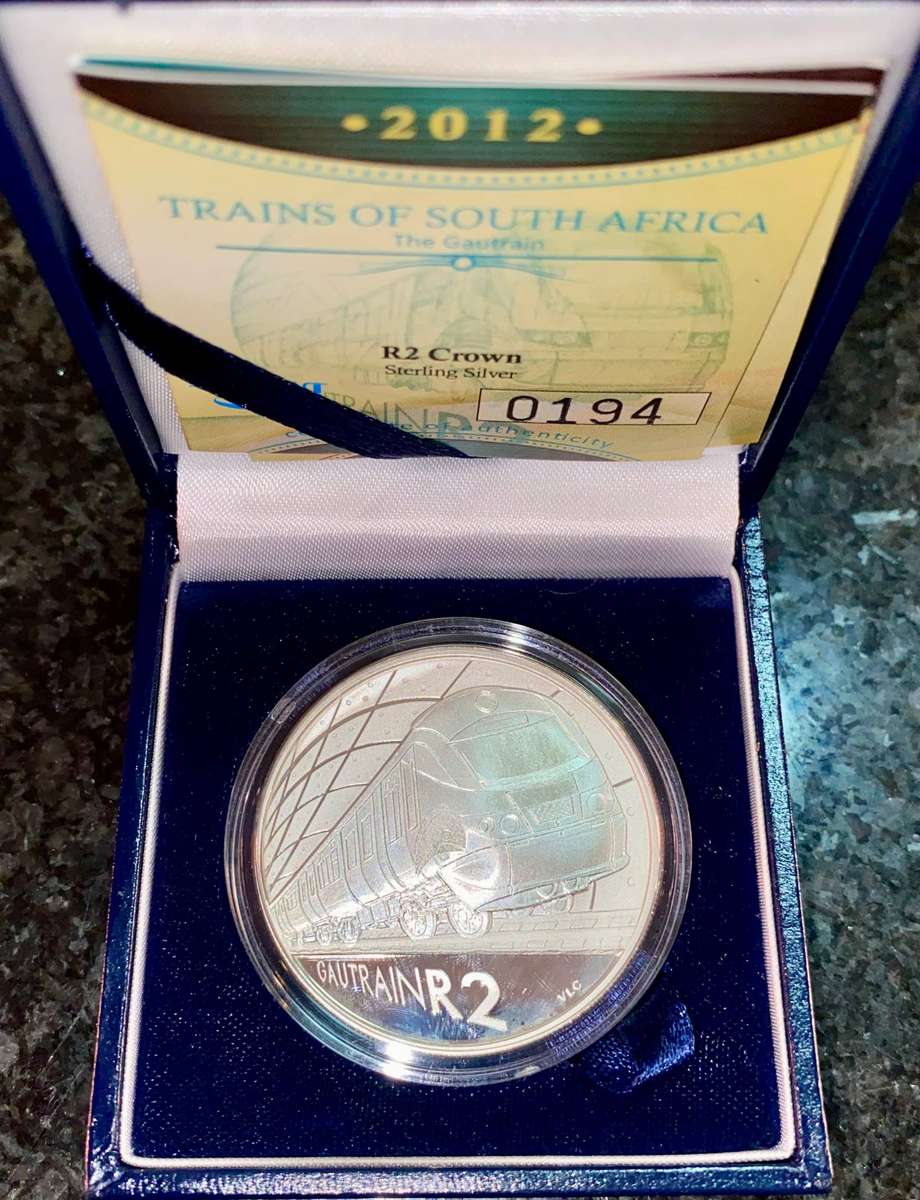 •2012•
TRAINS OF SOUTH AFRICA
The Gautrain
R2 Crown
Sterling Silver
0194
GAUTRAIN R2
VLC